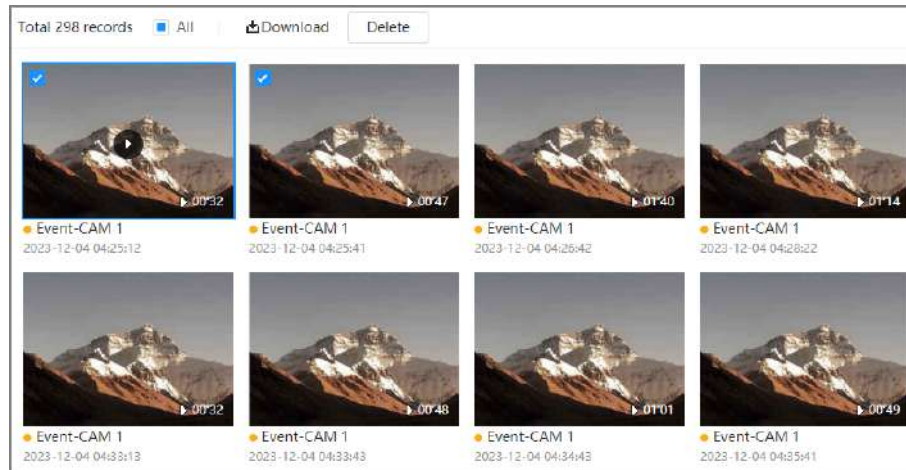 Total 298 records All Download Delete
00'32 00'47 01'40 01'14
Event-CAM 1 Event-CAM 1 Event-CAM 1 Event-CAM 1
2023-12-04 04:25:12 2023-12-04 04:25:41 2023-12-04 04:26:42 2023-12-04 04:28:22
00'32 00'48 01'01 00'49
Event-CAM 1 Event-CAM 1 Event-CAM 1 Event-CAM 1
2023-12-04 04:33:13 2023-12-04 04:33:43 2023-12-04 04:34:43 2023-12-04 04:35:41